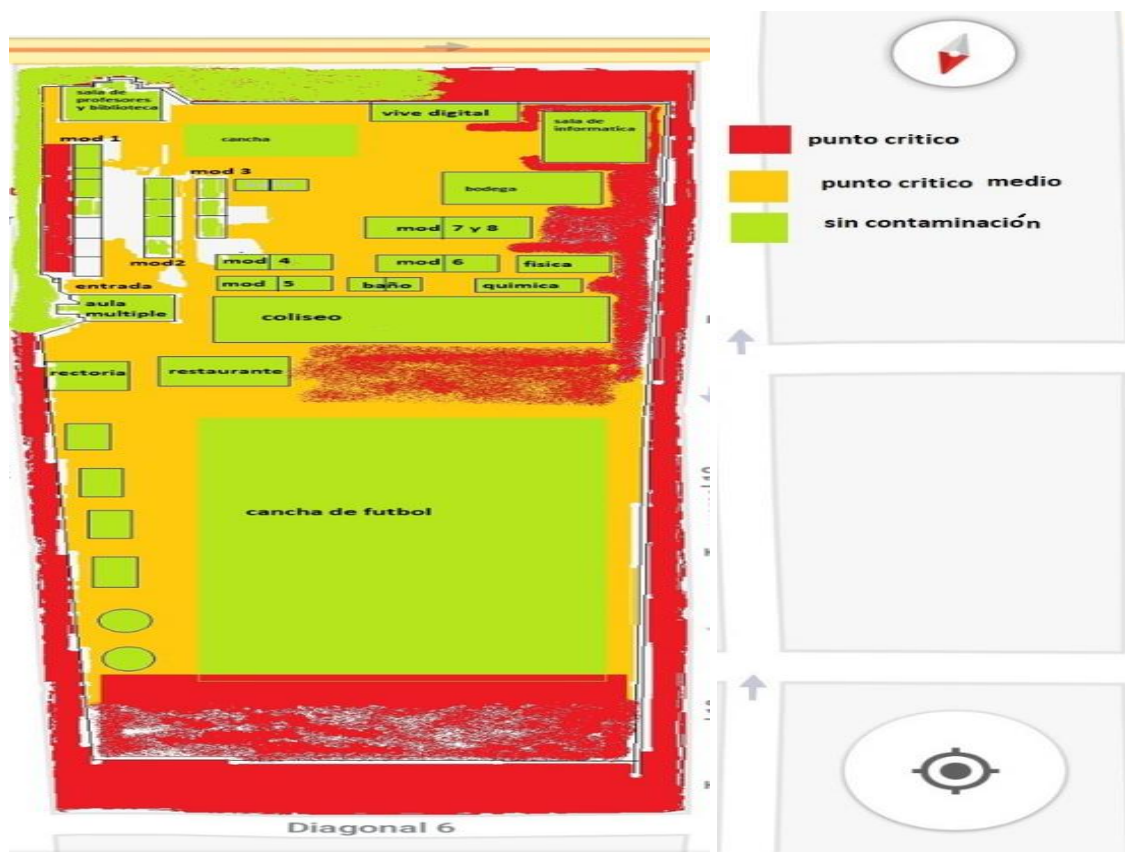 sala de
profesores
y biblioteca
vive digital
sala de
informatica
mod 1
cancha
mod 3
bodega
mod 7 y 8
mod2
mod 4
mod 6
fisica
entrada
mod 5
baño
quimica
aula
multiple
coliseo
rectoria
restaurante
cancha de futbol
Diagonal 6
punto critico
punto critico medio
sin contaminación